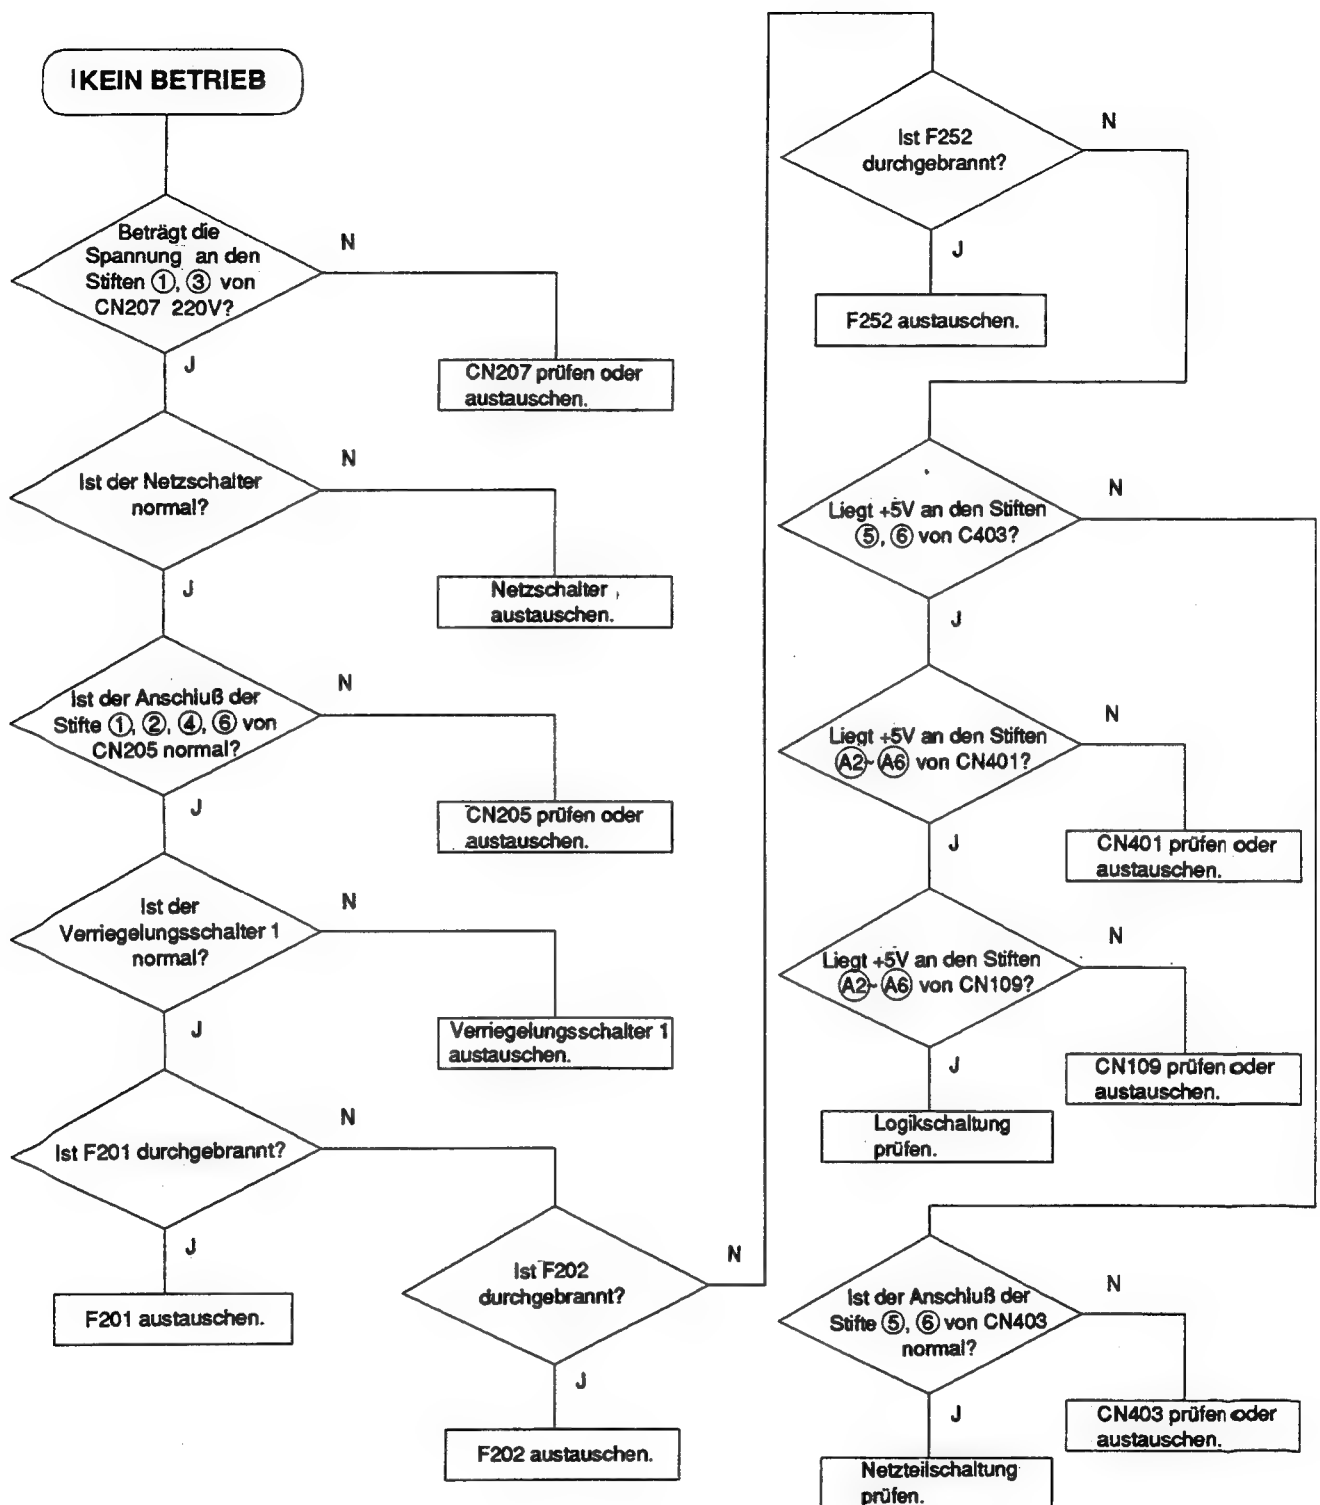 KEIN BETRIEB
Beträgt die
Spannung an den
Stiften ①, ③ von
CN207 220V?
N
J
CN207 prüfen oder
austauschen.
Ist der Netzschalter
normal?
N
J
Netzschalter
austauschen.
Ist der Anschluß der
Stifte ①, ②, ④, ⑥ von
CN205 normal?
N
J
CN205 prüfen oder
austauschen.
Ist der
Verriegelungsschalter 1
normal?
N
J
Verriegelungsschalter 1
austauschen.
Ist F201 durchgebrannt?
N
J
F201 austauschen.
Ist F202
durchgebrannt?
N
J
F202 austauschen.
Ist F252
durchgebrannt?
N
J
F252 austauschen.
Liegt +5V an den Stiften
⑤, ⑥ von C403?
N
J
Liegt +5V an den Stiften
A2~A6 von CN401?
N
J
CN401 prüfen oder
austauschen.
Liegt +5V an den Stiften
A2~A6 von CN109?
N
J
CN109 prüfen oder
austauschen.
Logikschaltung
prüfen.
Ist der Anschluß der
Stifte ⑤, ⑥ von CN403
normal?
N
J
CN403 prüfen oder
austauschen.
Netzteilschaltung
prüfen.